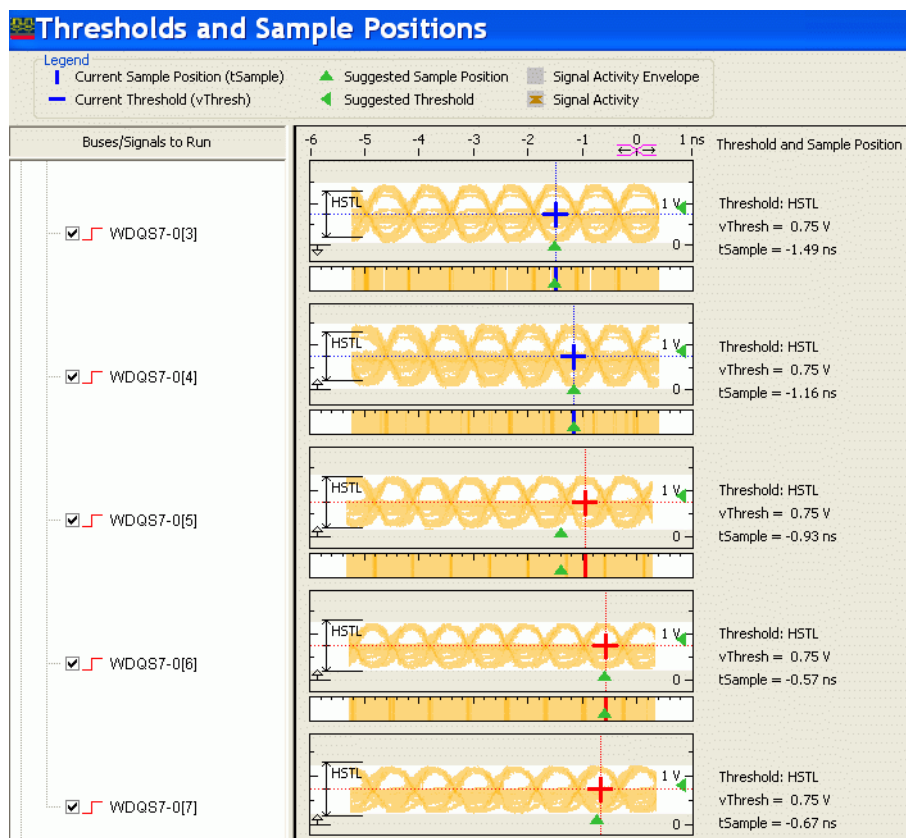 Thresholds and Sample Positions
Legend
Current Sample Position (tSample)
Suggested Sample Position
Signal Activity Envelope
Current Threshold (vThresh)
Suggested Threshold
Signal Activity
Buses/Signals to Run
-6 -5 -4 -3 -2 -1 0 1 ns
Threshold and Sample Position
WDQS7-0[3]
HSTL
1 V
0
Threshold: HSTL
vThresh = 0.75 V
tSample = -1.49 ns
WDQS7-0[4]
HSTL
1 V
0
Threshold: HSTL
vThresh = 0.75 V
tSample = -1.16 ns
WDQS7-0[5]
HSTL
1 V
0
Threshold: HSTL
vThresh = 0.75 V
tSample = -0.93 ns
WDQS7-0[6]
HSTL
1 V
0
Threshold: HSTL
vThresh = 0.75 V
tSample = -0.57 ns
WDQS7-0[7]
HSTL
1 V
0
Threshold: HSTL
vThresh = 0.75 V
tSample = -0.67 ns